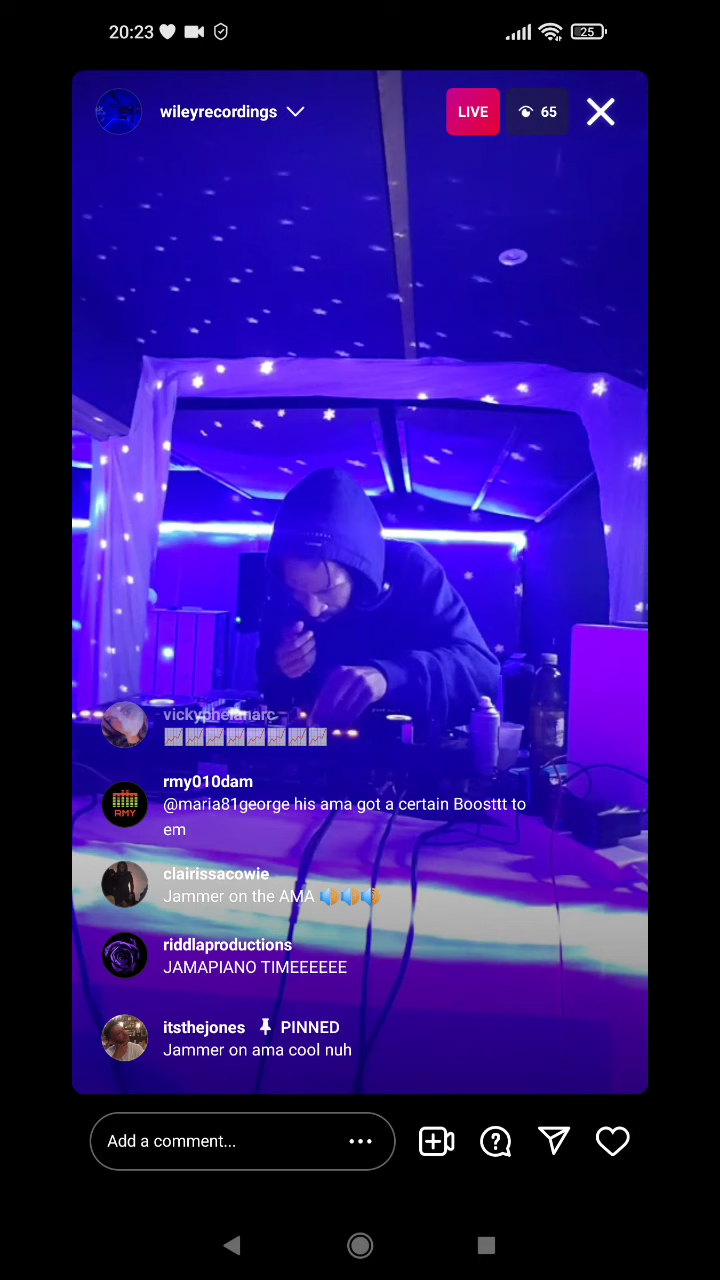 20:23
25
wileyrecordings
LIVE
65
vickyphelanarc
rmy010dam
RMY
@maria81george his ama got a certain Boosttt to
em
clairissacowie
Jammer on the AMA 🔊🔊🔊
riddlaproductions
JAMAPIANO TIMEEEEEE
itsthejones 📌 PINNED
Jammer on ama cool nuh
Add a comment...